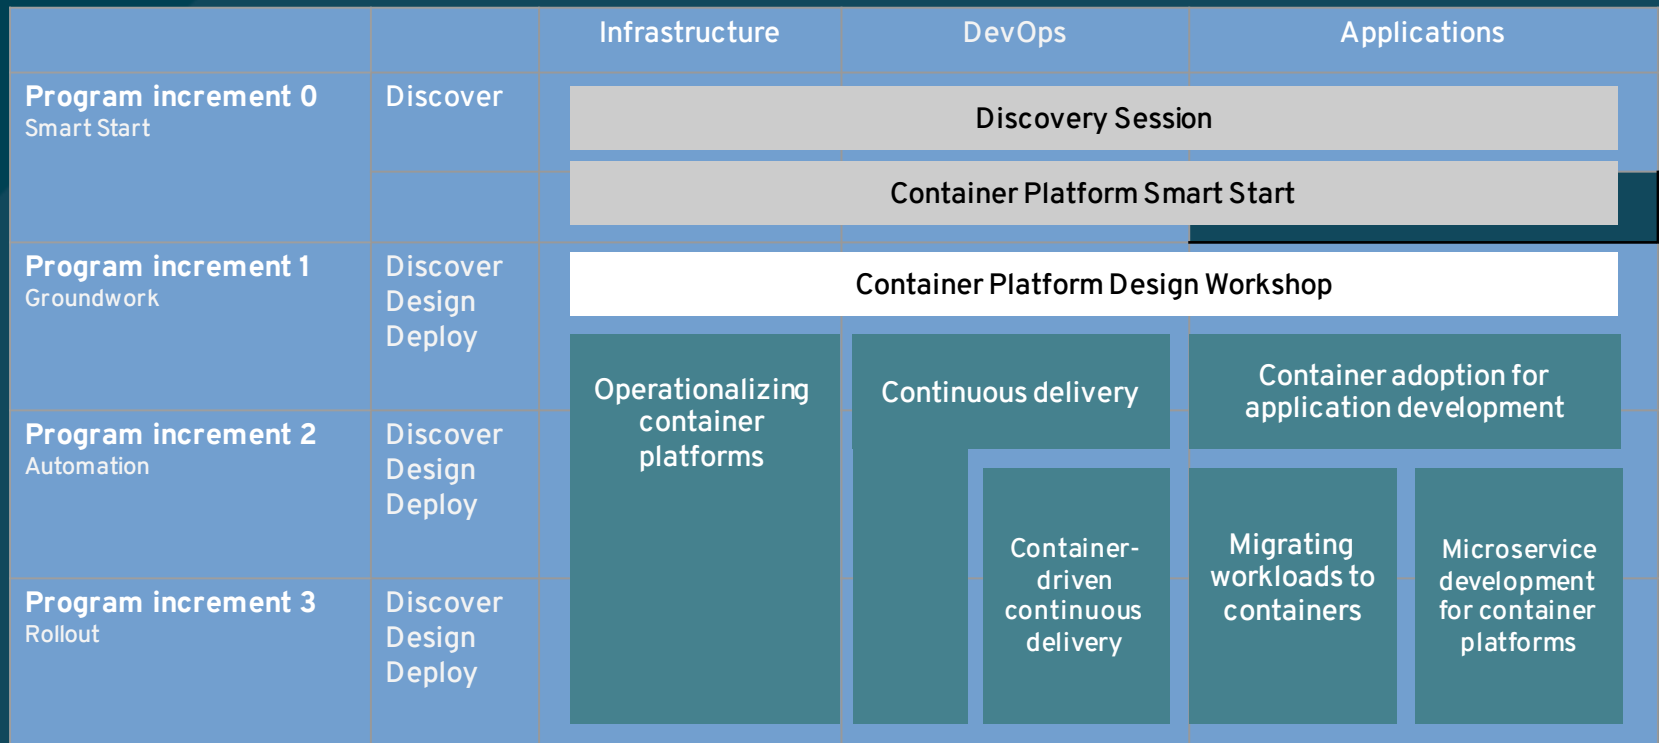 Infrastructure
DevOps
Applications
Program increment 0
Smart Start
Discover
Discovery Session
Container Platform Smart Start
Program increment 1
Groundwork
Discover
Design
Deploy
Container Platform Design Workshop
Operationalizing
container
platforms
Continuous delivery
Container adoption for
application development
Program increment 2
Automation
Discover
Design
Deploy
Container-
driven
continuous
delivery
Migrating
workloads to
containers
Microservice
development
for container
platforms
Program increment 3
Rollout
Discover
Design
Deploy